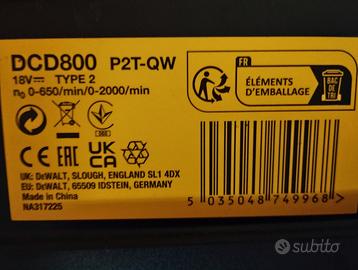 DCD800 P2T-QW
18V⎓ TYPE 2
n₀ 0-650/min/0-2000/min
FR
ÉLÉMENTS
D'EMBALLAGE
BAC
DE
TRI
CE EAC UK CA
UK: DeWALT, SLOUGH, ENGLAND SL1 4DX
EU: DeWALT, 65509 IDSTEIN, GERMANY
Made in China
NA317225
5 035048 749968 >
subito